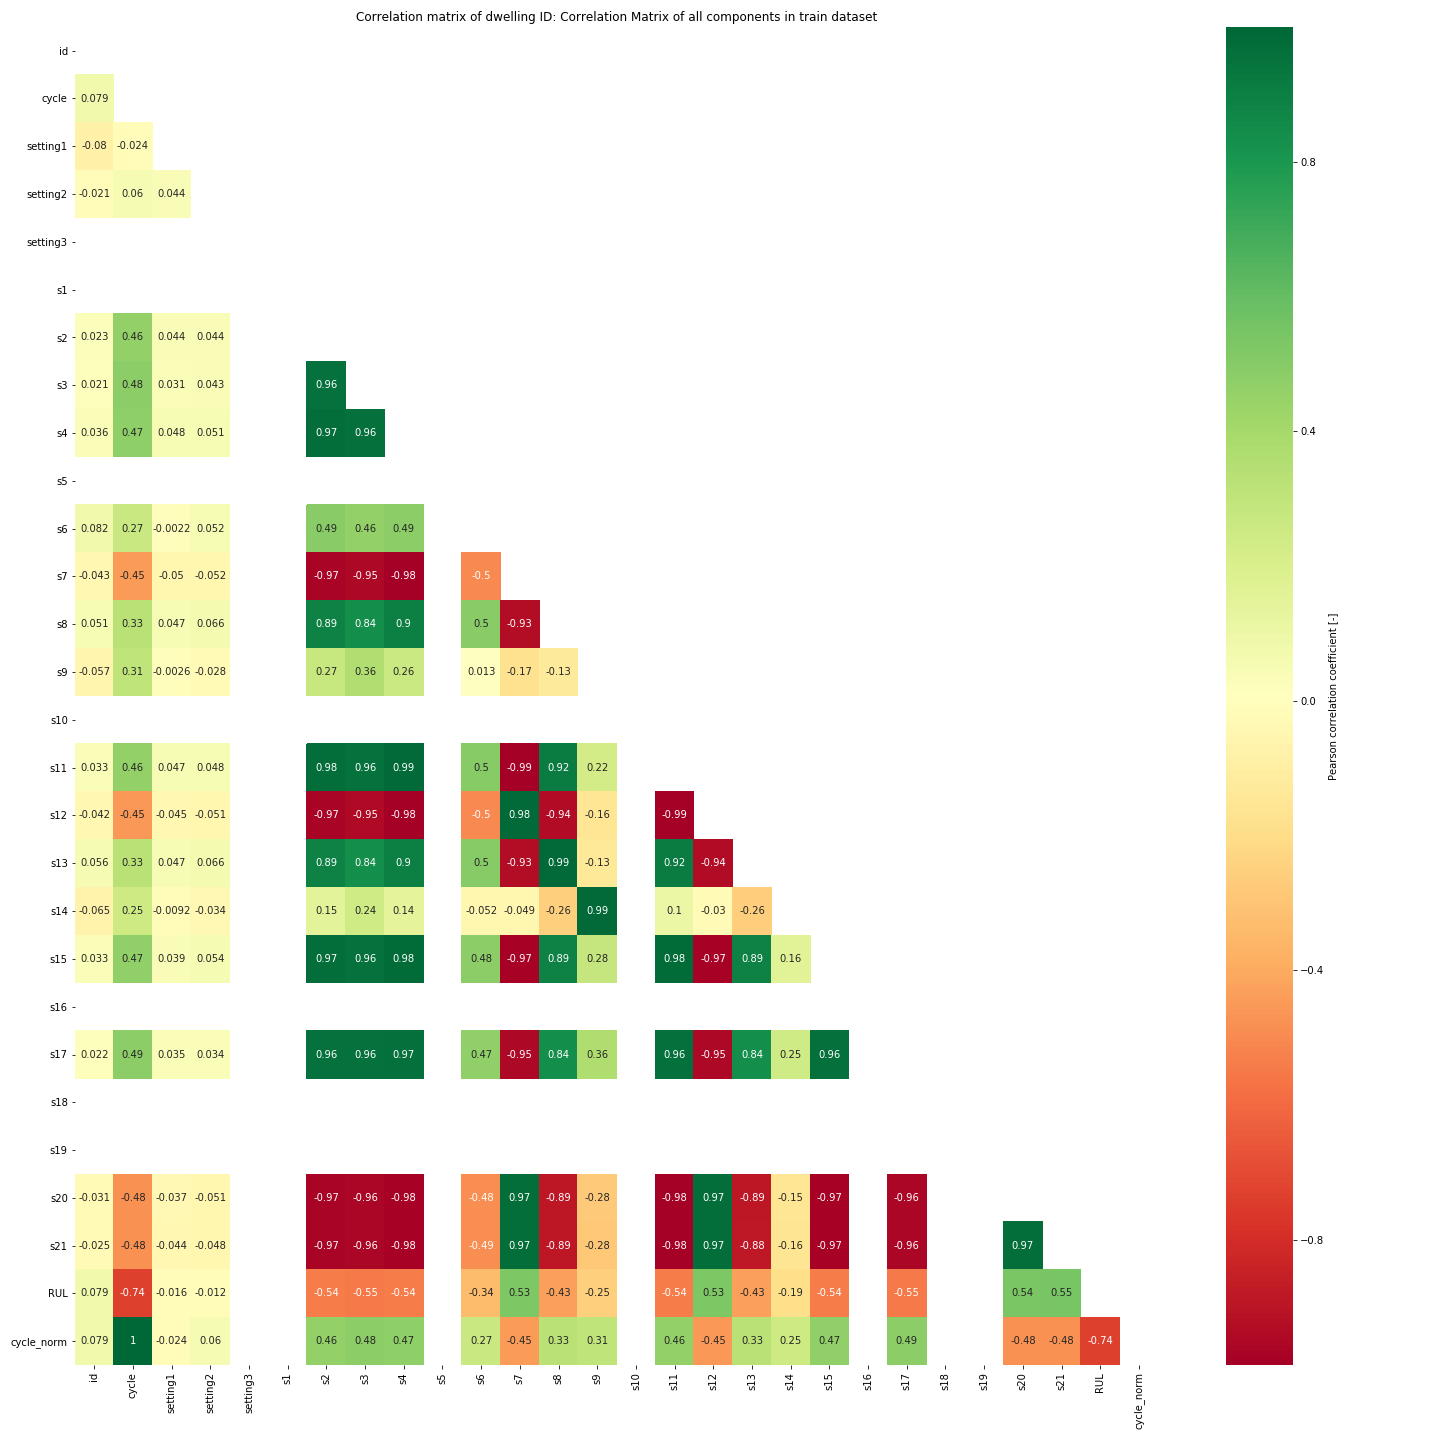 Correlation matrix of dwelling ID: Correlation Matrix of all components in train dataset
id
cycle 0.079
setting1 -0.08 -0.024
setting2 -0.021 0.06 0.044
setting3
s1
s2 0.023 0.46 0.044 0.044
s3 0.021 0.48 0.031 0.043 0.96
s4 0.036 0.47 0.048 0.051 0.97 0.96
s5
s6 0.082 0.27 -0.0022 0.052 0.49 0.46 0.49
s7 -0.043 -0.45 -0.05 -0.052 -0.97 -0.95 -0.98 -0.5
s8 0.051 0.33 0.047 0.066 0.89 0.84 0.9 0.5 -0.93
s9 -0.057 0.31 -0.0026 -0.028 0.27 0.36 0.26 0.013 -0.17 -0.13
s10
s11 0.033 0.46 0.047 0.048 0.98 0.96 0.99 0.5 -0.99 0.92 0.22
s12 -0.042 -0.45 -0.045 -0.051 -0.97 -0.95 -0.98 -0.5 0.98 -0.94 -0.16 -0.99
s13 0.056 0.33 0.047 0.066 0.89 0.84 0.9 0.5 -0.93 0.99 -0.13 0.92 -0.94
s14 -0.065 0.25 -0.0092 -0.034 0.15 0.24 0.14 -0.052 -0.049 -0.26 0.99 0.1 -0.03 -0.26
s15 0.033 0.47 0.039 0.054 0.97 0.96 0.98 0.48 -0.97 0.89 0.28 0.98 -0.97 0.89 0.16
s16
s17 0.022 0.49 0.035 0.034 0.96 0.96 0.97 0.47 -0.95 0.84 0.36 0.96 -0.95 0.84 0.25 0.96
s18
s19
s20 -0.031 -0.48 -0.037 -0.051 -0.97 -0.96 -0.98 -0.48 0.97 -0.89 -0.28 -0.98 0.97 -0.89 -0.15 -0.97 -0.96
s21 -0.025 -0.48 -0.044 -0.048 -0.97 -0.96 -0.98 -0.49 0.97 -0.89 -0.28 -0.98 0.97 -0.88 -0.16 -0.97 -0.96 0.97
RUL 0.079 -0.74 -0.016 -0.012 -0.54 -0.55 -0.54 -0.34 0.53 -0.43 -0.25 -0.54 0.53 -0.43 -0.19 -0.54 -0.55 0.54 0.55
cycle_norm 0.079 1 -0.024 0.06 0.46 0.48 0.47 0.27 -0.45 0.33 0.31 0.46 -0.45 0.33 0.25 0.47 0.49 -0.48 -0.48 -0.74
id cycle setting1 setting2 setting3 s1 s2 s3 s4 s5 s6 s7 s8 s9 s10 s11 s12 s13 s14 s15 s16 s17 s18 s19 s20 s21 RUL cycle_norm
0.8
0.4
0.0
−0.4
−0.8
Pearson correlation coefficient [-]